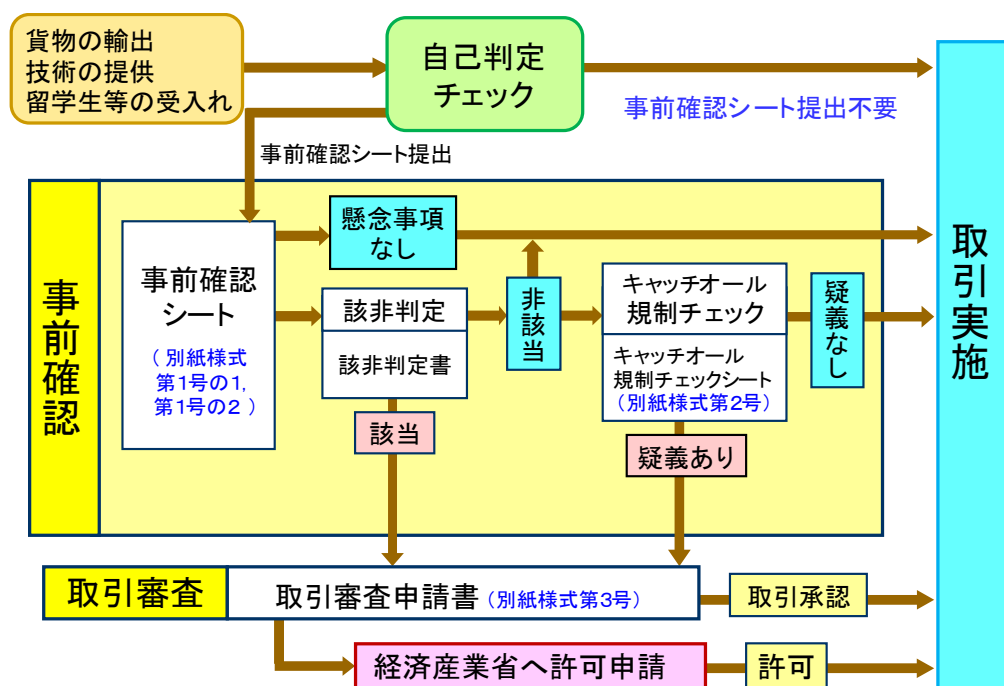 貨物の輸出
技術の提供
留学生等の受入れ
自己判定
チェック
事前確認シート提出不要
事前確認シート提出
事前確認
事前確認
シート
（別紙様式
第1号の1,
第1号の2）
懸念事項
なし
該非判定
該非判定書
非該当
キャッチオール
規制チェック
キャッチオール
規制チェックシート
（別紙様式第2号）
疑義なし
該当
疑義あり
取引実施
取引審査
取引審査申請書（別紙様式第3号）
取引承認
経済産業省へ許可申請
許可